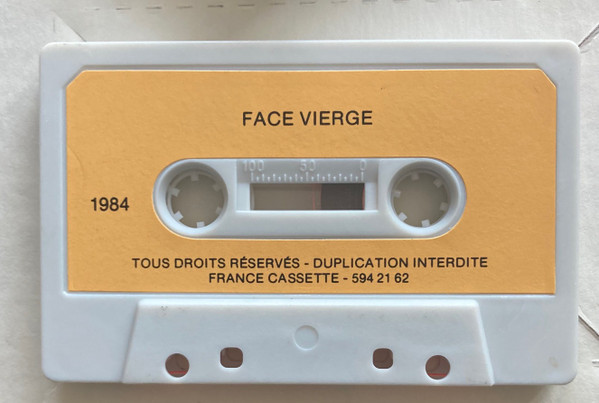 FACE VIERGE
100 50 0
1984
TOUS DROITS RÉSERVÉS - DUPLICATION INTERDITE
FRANCE CASSETTE - 594 21 62